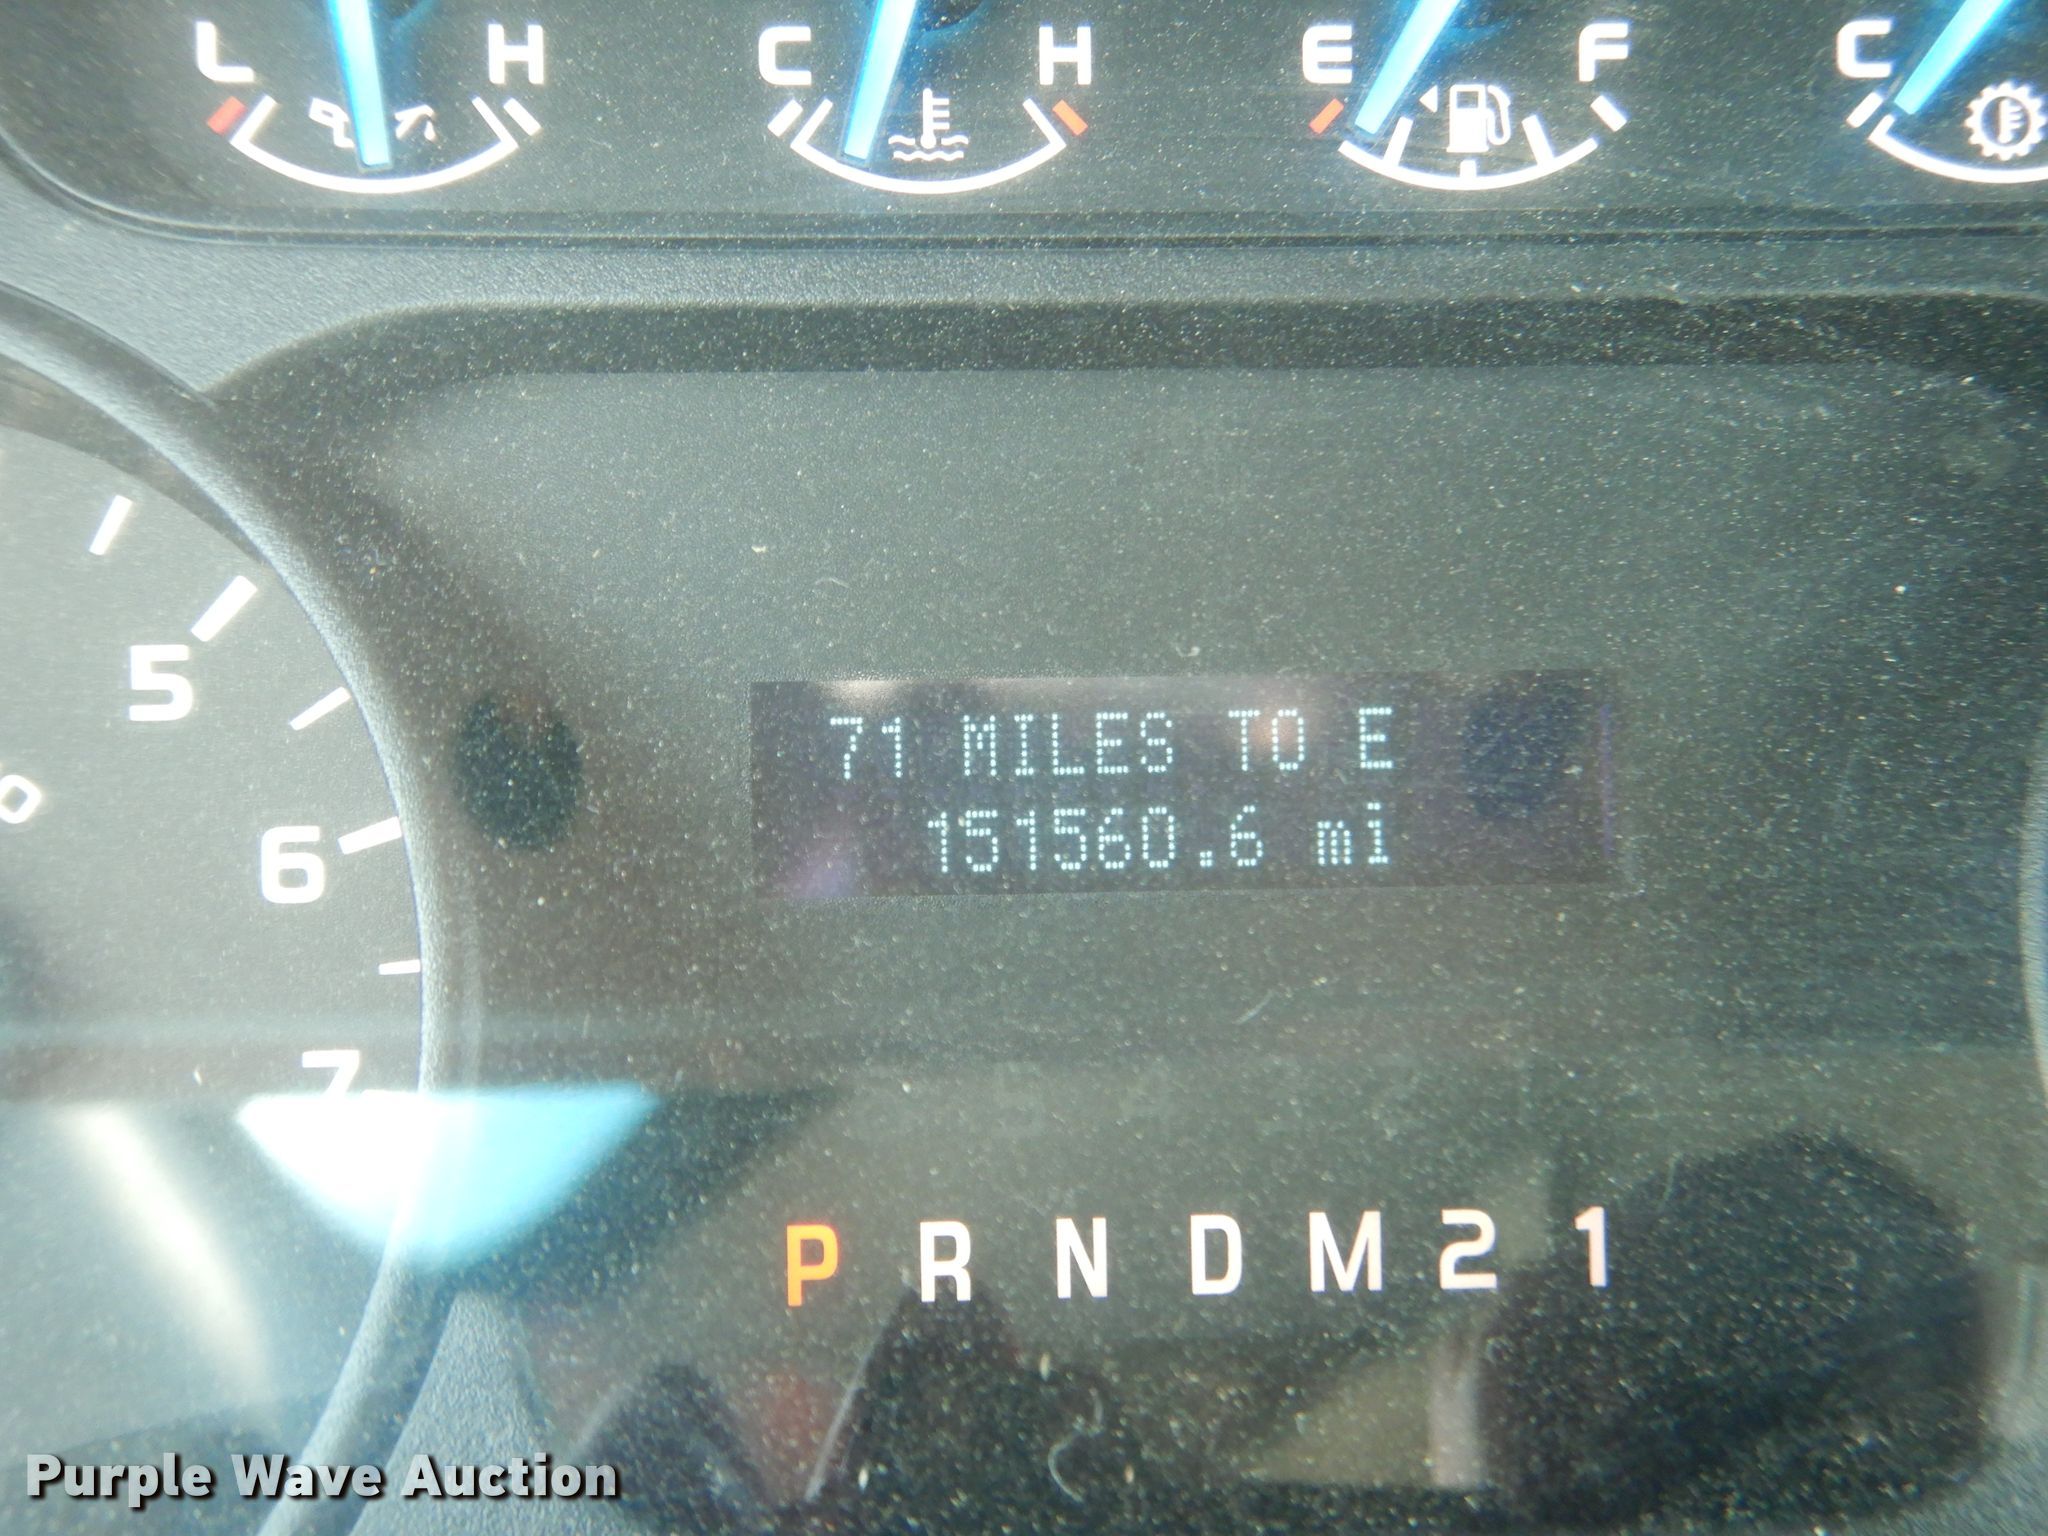 L H C H E F C
5
6
7
71 MILES TO E
151560.6 mi
P R N D M 2 1
Purple Wave Auction